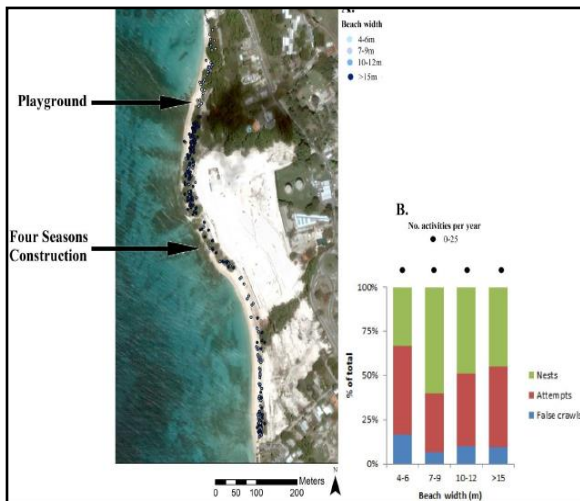 Beach width
4-6m
7-9m
10-12m
>15m
Playground
Four Seasons
Construction
B.
No. activities per year
0-25
100%
75%
50%
25%
0%
% of total
Nests
Attempts
False crawls
4-6
7-9
10-12
>15
Beach width (m)
Meters
0
50
100
200
N